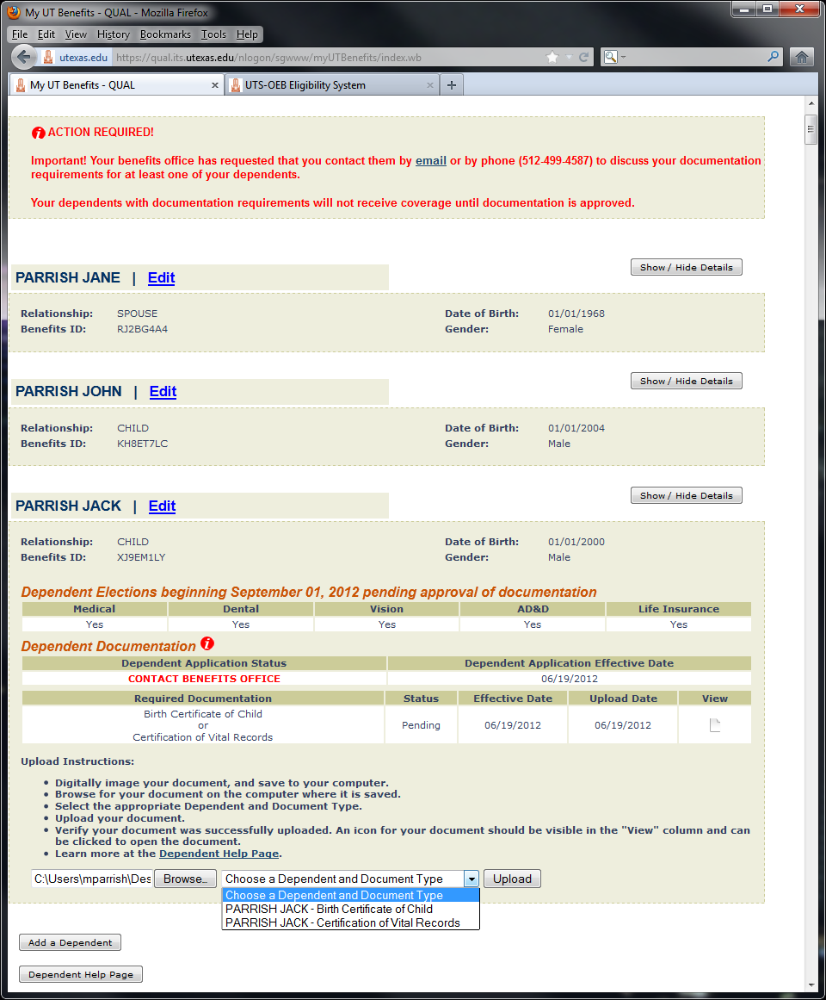 My UT Benefits - QUAL - Mozilla Firefox
File Edit View History Bookmarks Tools Help
utexas.edu https://qual.its.utexas.edu/nlogon/sgwww/myUTBenefits/index.wb
My UT Benefits - QUAL × UTS-OEB Eligibility System × +
i ACTION REQUIRED!
Important! Your benefits office has requested that you contact them by email or by phone (512-499-4587) to discuss your documentation
requirements for at least one of your dependents.
Your dependents with documentation requirements will not receive coverage until documentation is approved.
Show / Hide Details
PARRISH JANE | Edit
Relationship: SPOUSE Date of Birth: 01/01/1968
Benefits ID: RJ2BG4A4 Gender: Female
Show / Hide Details
PARRISH JOHN | Edit
Relationship: CHILD Date of Birth: 01/01/2004
Benefits ID: KH8ET7LC Gender: Male
Show / Hide Details
PARRISH JACK | Edit
Relationship: CHILD Date of Birth: 01/01/2000
Benefits ID: XJ9EM1LY Gender: Male
Dependent Elections beginning September 01, 2012 pending approval of documentation
Medical Dental Vision AD&D Life Insurance
Yes Yes Yes Yes Yes
Dependent Documentation i
Dependent Application Status Dependent Application Effective Date
CONTACT BENEFITS OFFICE 06/19/2012
Required Documentation Status Effective Date Upload Date View
Birth Certificate of Child
or Pending 06/19/2012 06/19/2012
Certification of Vital Records
Upload Instructions:
• Digitally image your document, and save to your computer.
• Browse for your document on the computer where it is saved.
• Select the appropriate Dependent and Document Type.
• Upload your document.
• Verify your document was successfully uploaded. An icon for your document should be visible in the "View" column and can
be clicked to open the document.
• Learn more at the Dependent Help Page.
C:\Users\mparrish\Des Browse... Choose a Dependent and Document Type Upload
Choose a Dependent and Document Type
PARRISH JACK - Birth Certificate of Child
PARRISH JACK - Certification of Vital Records
Add a Dependent
Dependent Help Page